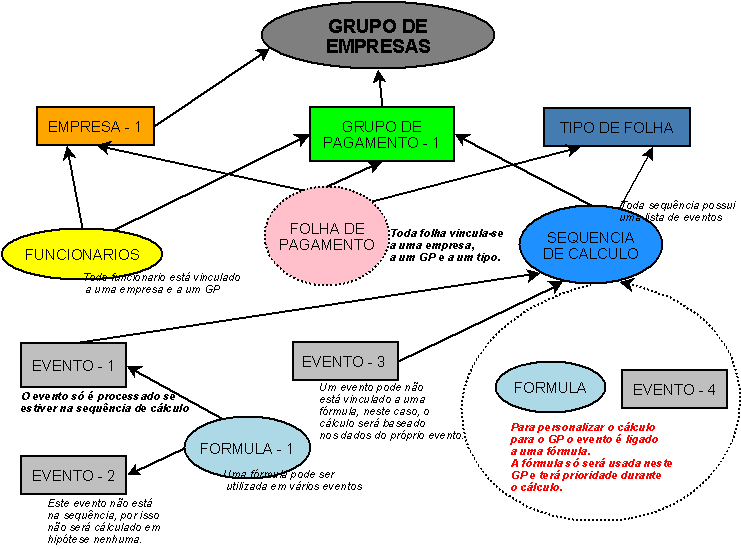 GRUPO DE
EMPRESAS
EMPRESA - 1
GRUPO DE
PAGAMENTO - 1
TIPO DE FOLHA
FUNCIONARIOS
Todo funcionario está vinculado
a uma empresa e a um GP
FOLHA DE
PAGAMENTO
Toda folha vincula-se
a uma empresa,
a um GP e a um tipo.
Toda sequência possui
uma lista de eventos
SEQUENCIA
DE CALCULO
EVENTO - 1
O evento só é processado se
estiver na sequência de cálculo
EVENTO - 3
Um evento pode não
está vinculado a uma
fórmula, neste caso, o
cálculo será baseado
nos dados do próprio evento.
FORMULA
EVENTO - 4
Para personalizar o cálculo
para o GP o evento é ligado
a uma fórmula.
A fórmula só será usada neste
GP e terá prioridade durante
o cálculo.
FORMULA - 1
Uma fórmula pode ser
utilizada em vários eventos
EVENTO - 2
Este evento não está
na sequência, por isso
não será cálculado em
hipótese nenhuma.